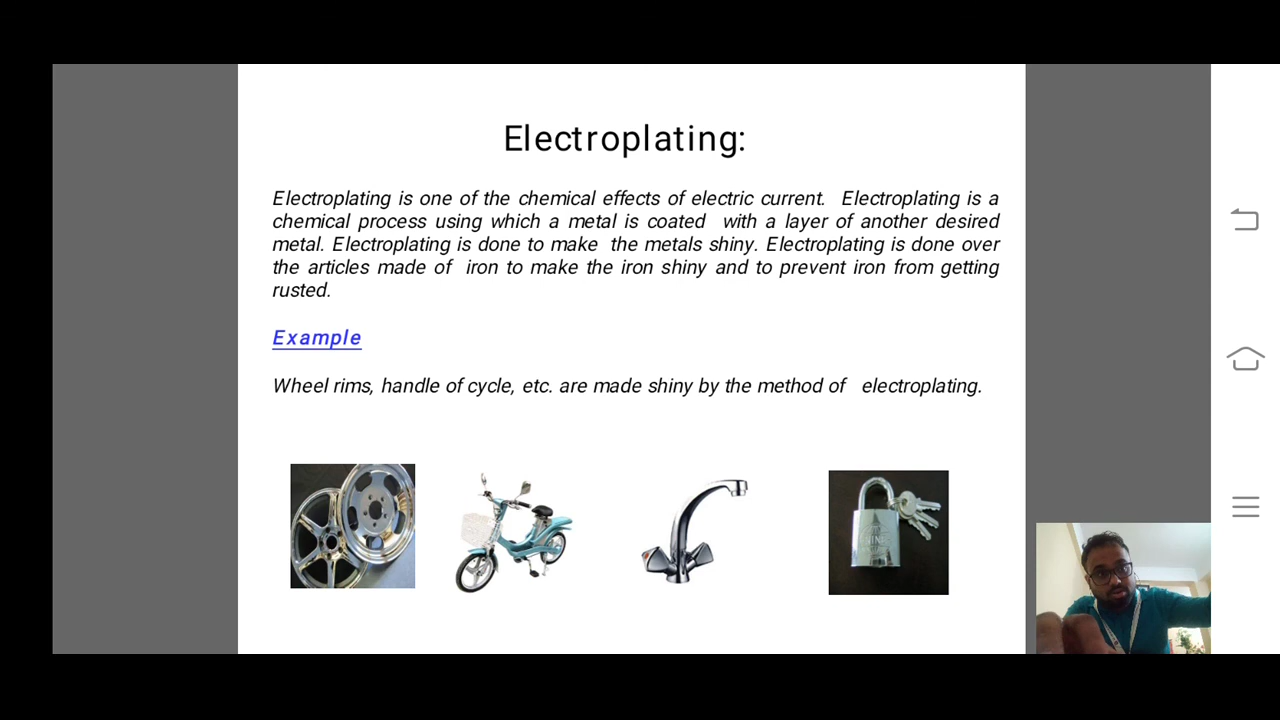 Electroplating:
Electroplating is one of the chemical effects of electric current. Electroplating is a
chemical process using which a metal is coated with a layer of another desired
metal. Electroplating is done to make the metals shiny. Electroplating is done over
the articles made of iron to make the iron shiny and to prevent iron from getting
rusted.
Example
Wheel rims, handle of cycle, etc. are made shiny by the method of electroplating.